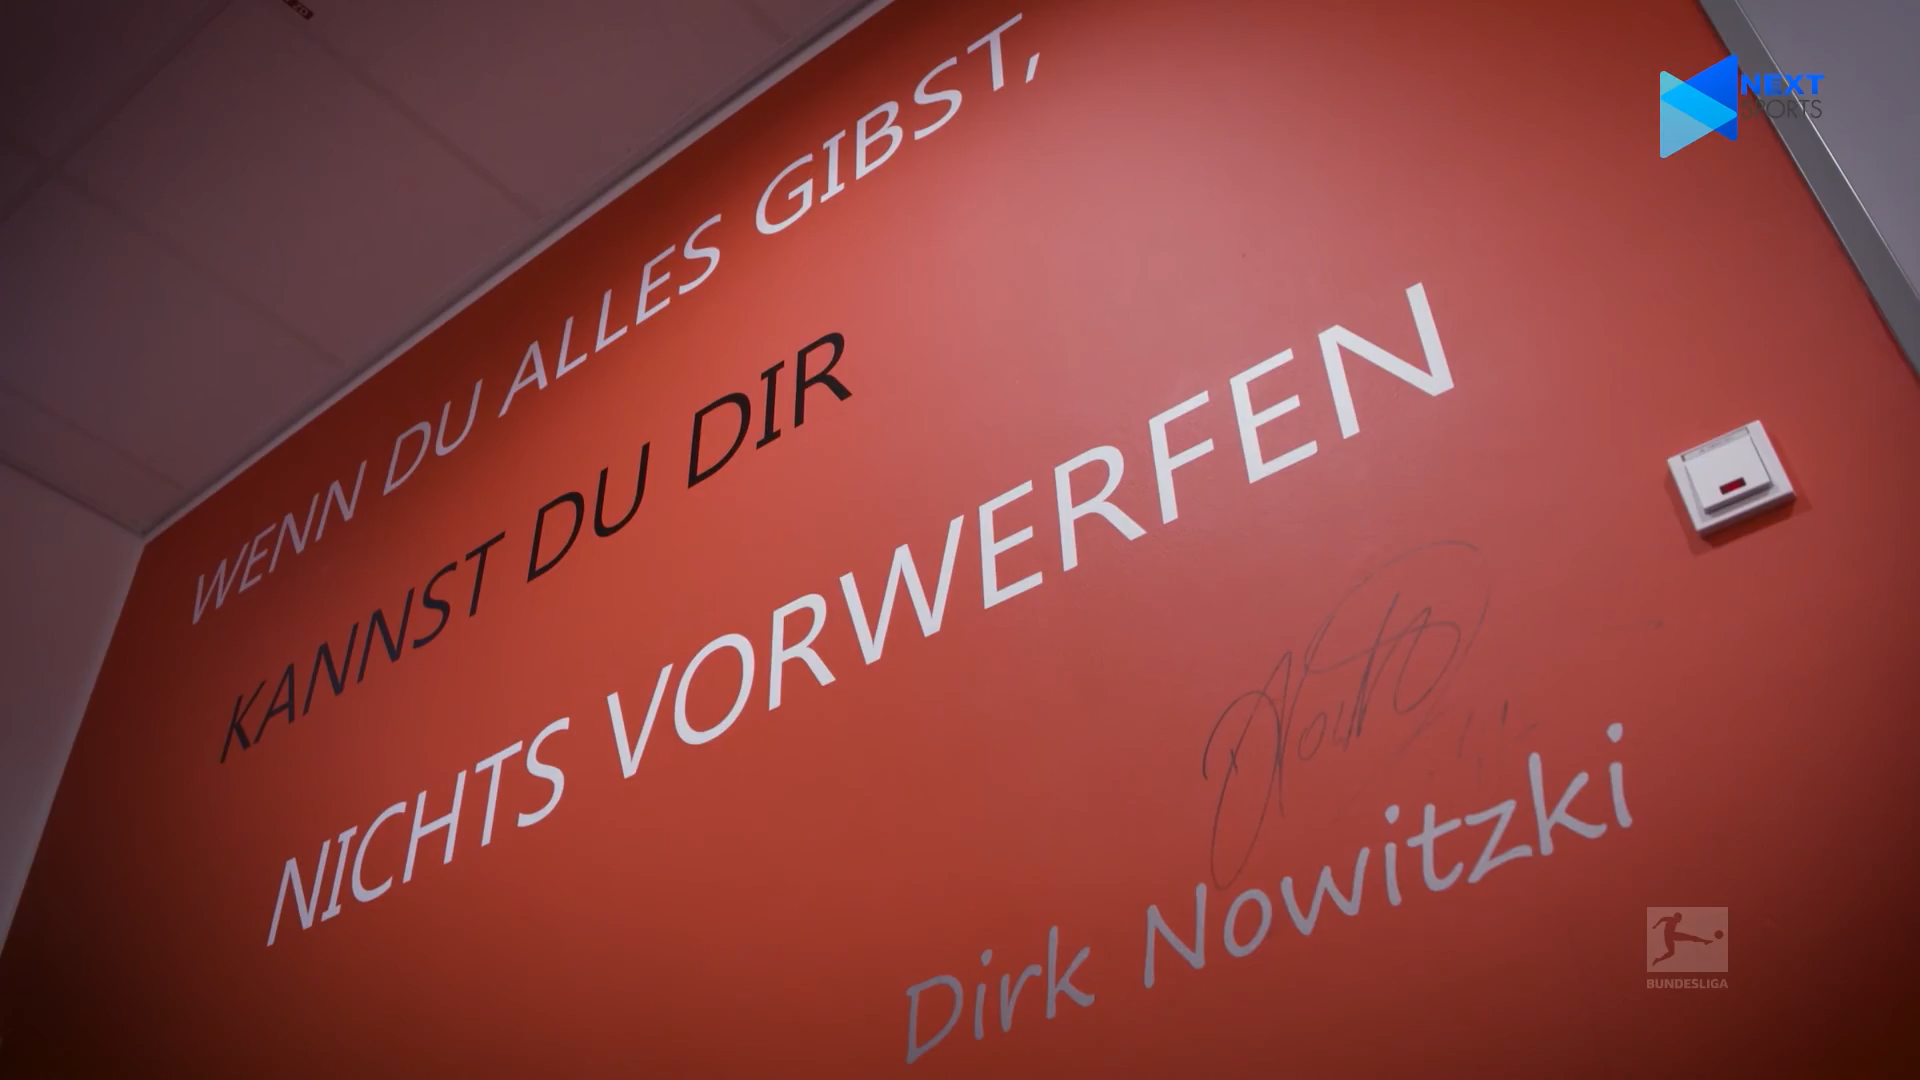 NEXT
SPORTS
WENN DU ALLES GIBST,
KANNST DU DIR
NICHTS VORWERFEN
Dirk Nowitzki
BUNDESLIGA